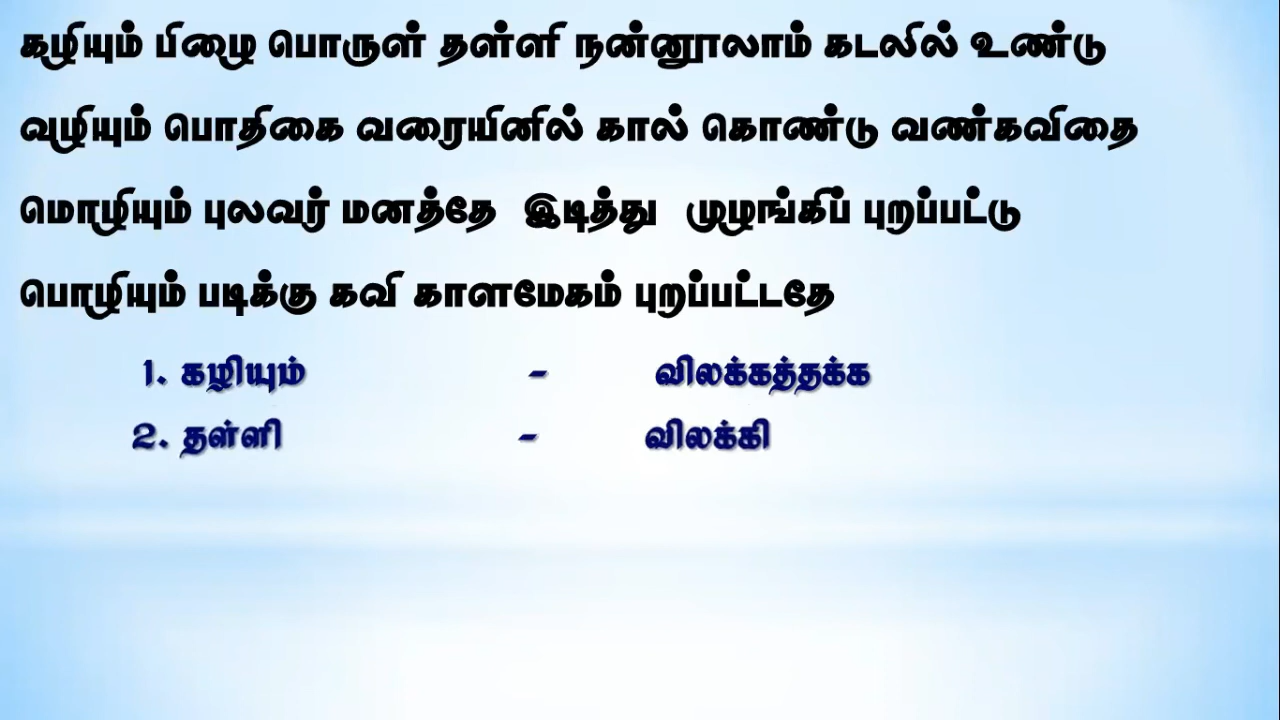 கழியும் பிழை பொருள் தள்ளி நன்னூலாம் கடலில் உண்டு
வழியும் பொதிகை வரையினில் கால் கொண்டு வண்கவிதை
மொழியும் புலவர் மனத்தே இடித்து முழங்கிப் புறப்பட்டு
பொழியும் படிக்கு கவி காளமேகம் புறப்பட்டதே
1. கழியும் - விலக்கத்தக்க
2. தள்ளி - விலக்கி